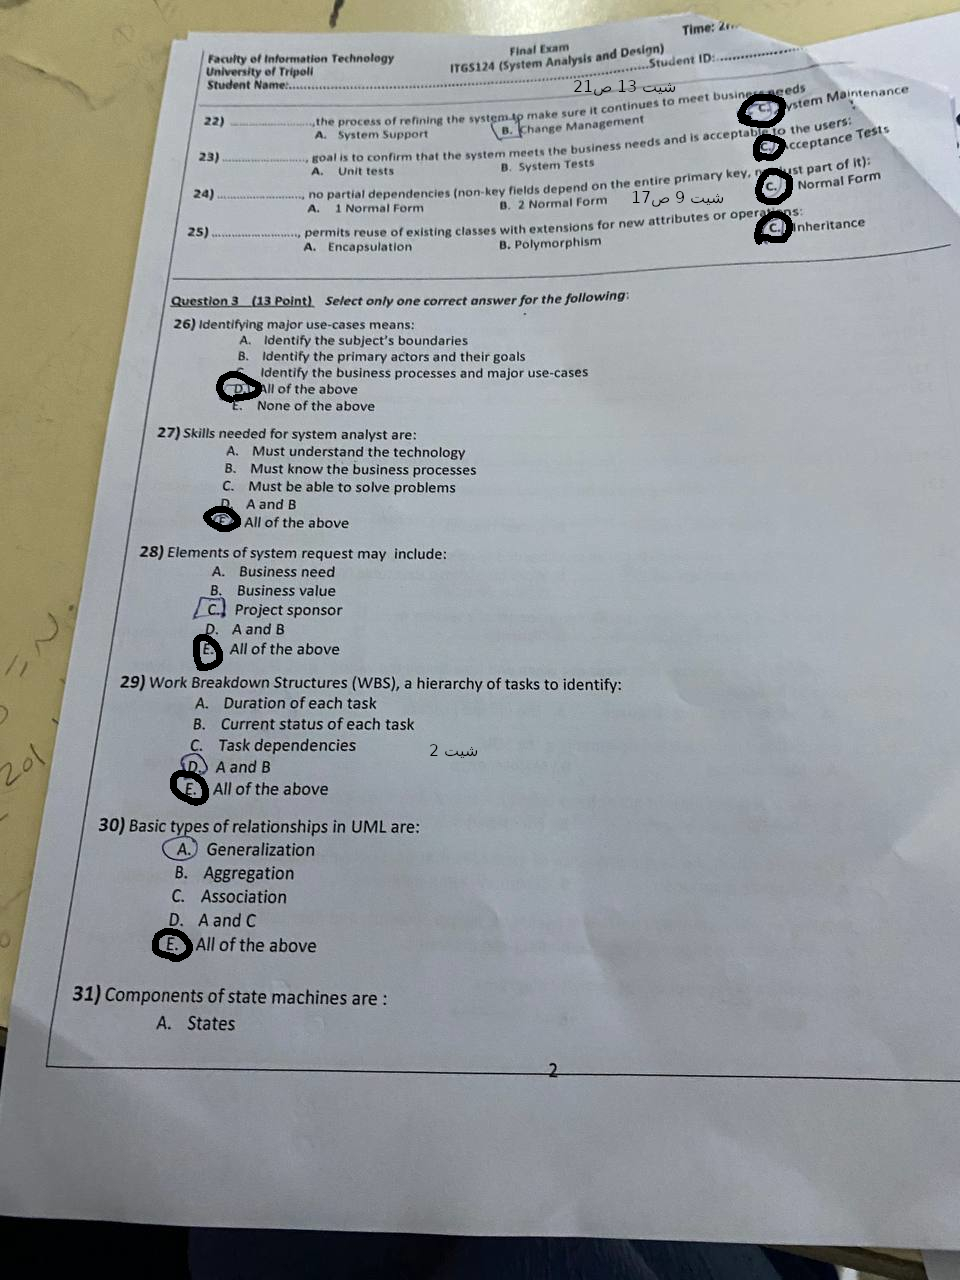 Time: 2
Faculty of Information Technology
University of Tripoli
Student Name:
Final Exam
ITGS124 (System Analysis and Design)
Student ID:
شيت 13 ص21
22) ,the process of refining the system to make sure it continues to meet business needs
A. System Support B. Change Management C. System Maintenance
23) , goal is to confirm that the system meets the business needs and is acceptable to the users:
A. Unit tests B. System Tests C. Acceptance Tests
24) , no partial dependencies (non-key fields depend on the entire primary key, not just part of it):
A. 1 Normal Form B. 2 Normal Form شيت 9 ص17 C. Normal Form
25) , permits reuse of existing classes with extensions for new attributes or operations:
A. Encapsulation B. Polymorphism C. Inheritance
Question 3 (13 Point) Select only one correct answer for the following:
26) Identifying major use-cases means:
A. Identify the subject's boundaries
B. Identify the primary actors and their goals
C. Identify the business processes and major use-cases
D. All of the above
E. None of the above
27) Skills needed for system analyst are:
A. Must understand the technology
B. Must know the business processes
C. Must be able to solve problems
D. A and B
E. All of the above
28) Elements of system request may include:
A. Business need
B. Business value
C. Project sponsor
D. A and B
E. All of the above
29) Work Breakdown Structures (WBS), a hierarchy of tasks to identify:
A. Duration of each task
B. Current status of each task
C. Task dependencies
شيت 2
D. A and B
E. All of the above
30) Basic types of relationships in UML are:
A. Generalization
B. Aggregation
C. Association
D. A and C
E. All of the above
31) Components of state machines are :
A. States
2